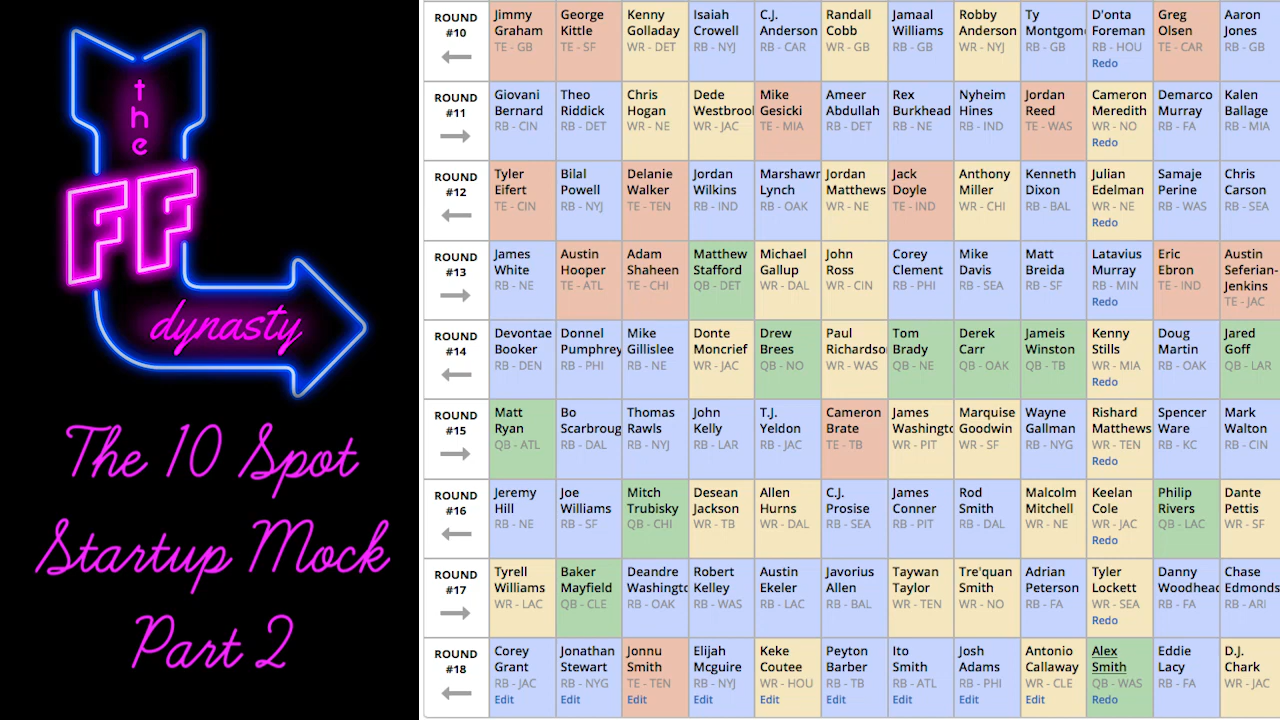 the
FF
dynasty
The 10 Spot
Startup Mock
Part 2
ROUND
#10
Jimmy
Graham
TE - GB
George
Kittle
TE - SF
Kenny
Golladay
WR - DET
Isaiah
Crowell
RB - NYJ
C.J.
Anderson
RB - CAR
Randall
Cobb
WR - GB
Jamaal
Williams
RB - GB
Robby
Anderson
WR - NYJ
Ty
Montgom
RB - GB
D'onta
Foreman
RB - HOU
Redo
Greg
Olsen
TE - CAR
Aaron
Jones
RB - GB
ROUND
#11
Giovani
Bernard
RB - CIN
Theo
Riddick
RB - DET
Chris
Hogan
WR - NE
Dede
Westbrook
WR - JAC
Mike
Gesicki
TE - MIA
Ameer
Abdullah
RB - DET
Rex
Burkhead
RB - NE
Nyheim
Hines
RB - IND
Jordan
Reed
TE - WAS
Cameron
Meredith
WR - NO
Redo
Demarco
Murray
RB - FA
Kalen
Ballage
RB - MIA
ROUND
#12
Tyler
Eifert
TE - CIN
Bilal
Powell
RB - NYJ
Delanie
Walker
TE - TEN
Jordan
Wilkins
RB - IND
Marshawn
Lynch
RB - OAK
Jordan
Matthews
WR - NE
Jack
Doyle
TE - IND
Anthony
Miller
WR - CHI
Kenneth
Dixon
RB - BAL
Julian
Edelman
WR - NE
Redo
Samaje
Perine
RB - WAS
Chris
Carson
RB - SEA
ROUND
#13
James
White
RB - NE
Austin
Hooper
TE - ATL
Adam
Shaheen
TE - CHI
Matthew
Stafford
QB - DET
Michael
Gallup
WR - DAL
John
Ross
WR - CIN
Corey
Clement
RB - PHI
Mike
Davis
RB - SEA
Matt
Breida
RB - SF
Latavius
Murray
RB - MIN
Redo
Eric
Ebron
TE - IND
Austin
Seferian-
Jenkins
TE - JAC
ROUND
#14
Devontae
Booker
RB - DEN
Donnel
Pumphrey
RB - PHI
Mike
Gillislee
RB - NE
Donte
Moncrief
WR - JAC
Drew
Brees
QB - NO
Paul
Richardso
WR - WAS
Tom
Brady
QB - NE
Derek
Carr
QB - OAK
Jameis
Winston
QB - TB
Kenny
Stills
WR - MIA
Redo
Doug
Martin
RB - OAK
Jared
Goff
QB - LAR
ROUND
#15
Matt
Ryan
QB - ATL
Bo
Scarbroug
RB - DAL
Thomas
Rawls
RB - NYJ
John
Kelly
RB - LAR
T.J.
Yeldon
RB - JAC
Cameron
Brate
TE - TB
James
Washingto
WR - PIT
Marquise
Goodwin
WR - SF
Wayne
Gallman
RB - NYG
Rishard
Matthews
WR - TEN
Redo
Spencer
Ware
RB - KC
Mark
Walton
RB - CIN
ROUND
#16
Jeremy
Hill
RB - NE
Joe
Williams
RB - SF
Mitch
Trubisky
QB - CHI
Desean
Jackson
WR - TB
Allen
Hurns
WR - DAL
C.J.
Prosise
RB - SEA
James
Conner
RB - PIT
Rod
Smith
RB - DAL
Malcolm
Mitchell
WR - NE
Keelan
Cole
WR - JAC
Redo
Philip
Rivers
QB - LAC
Dante
Pettis
WR - SF
ROUND
#17
Tyrell
Williams
WR - LAC
Baker
Mayfield
QB - CLE
Deandre
Washingto
RB - OAK
Robert
Kelley
RB - WAS
Austin
Ekeler
RB - LAC
Javorius
Allen
RB - BAL
Taywan
Taylor
WR - TEN
Tre'quan
Smith
WR - NO
Adrian
Peterson
RB - FA
Tyler
Lockett
WR - SEA
Redo
Danny
Woodhead
RB - FA
Chase
Edmonds
RB - ARI
ROUND
#18
Corey
Grant
RB - JAC
Edit
Jonathan
Stewart
RB - NYG
Edit
Jonnu
Smith
TE - TEN
Edit
Elijah
Mcguire
RB - NYJ
Edit
Keke
Coutee
WR - HOU
Edit
Peyton
Barber
RB - TB
Edit
Ito
Smith
RB - ATL
Edit
Josh
Adams
RB - PHI
Edit
Antonio
Callaway
WR - CLE
Edit
Alex
Smith
QB - WAS
Redo
Eddie
Lacy
RB - FA
D.J.
Chark
WR - JAC